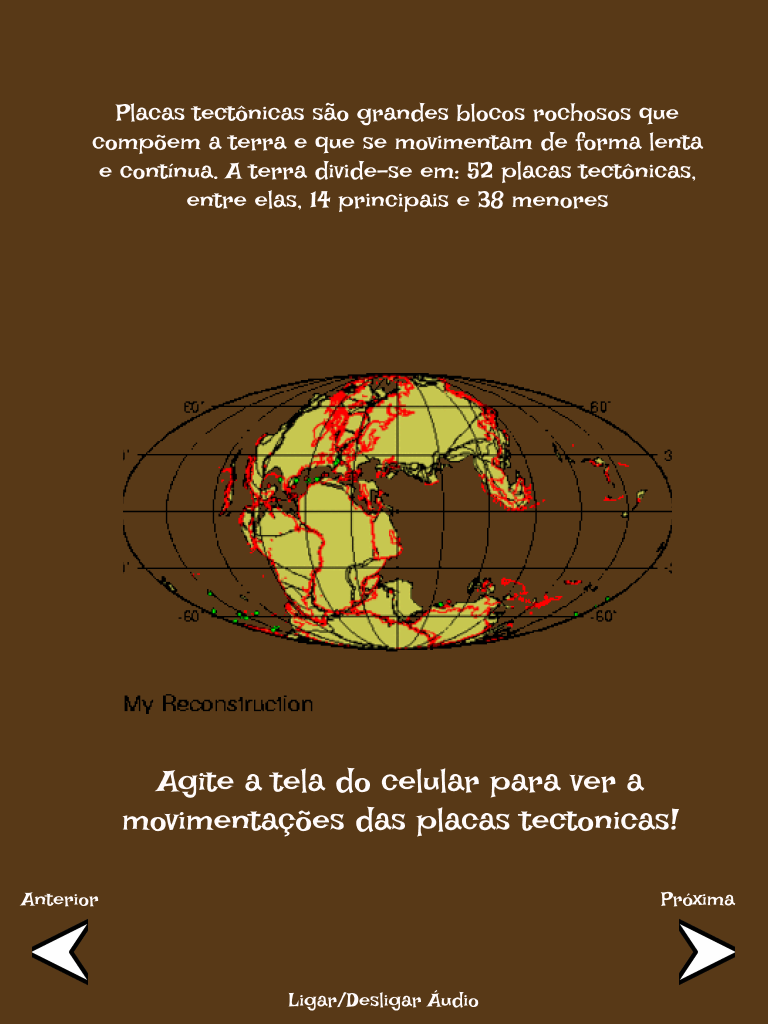 Placas tectônicas são grandes blocos rochosos que
compõem a terra e que se movimentam de forma lenta
e contínua. A terra divide-se em: 52 placas tectônicas,
entre elas, 14 principais e 38 menores
60°
60°
3
-60
-60°
My Reconstruction
Agite a tela do celular para ver a
movimentações das placas tectonicas!
Anterior
Próxima
Ligar/Desligar Áudio